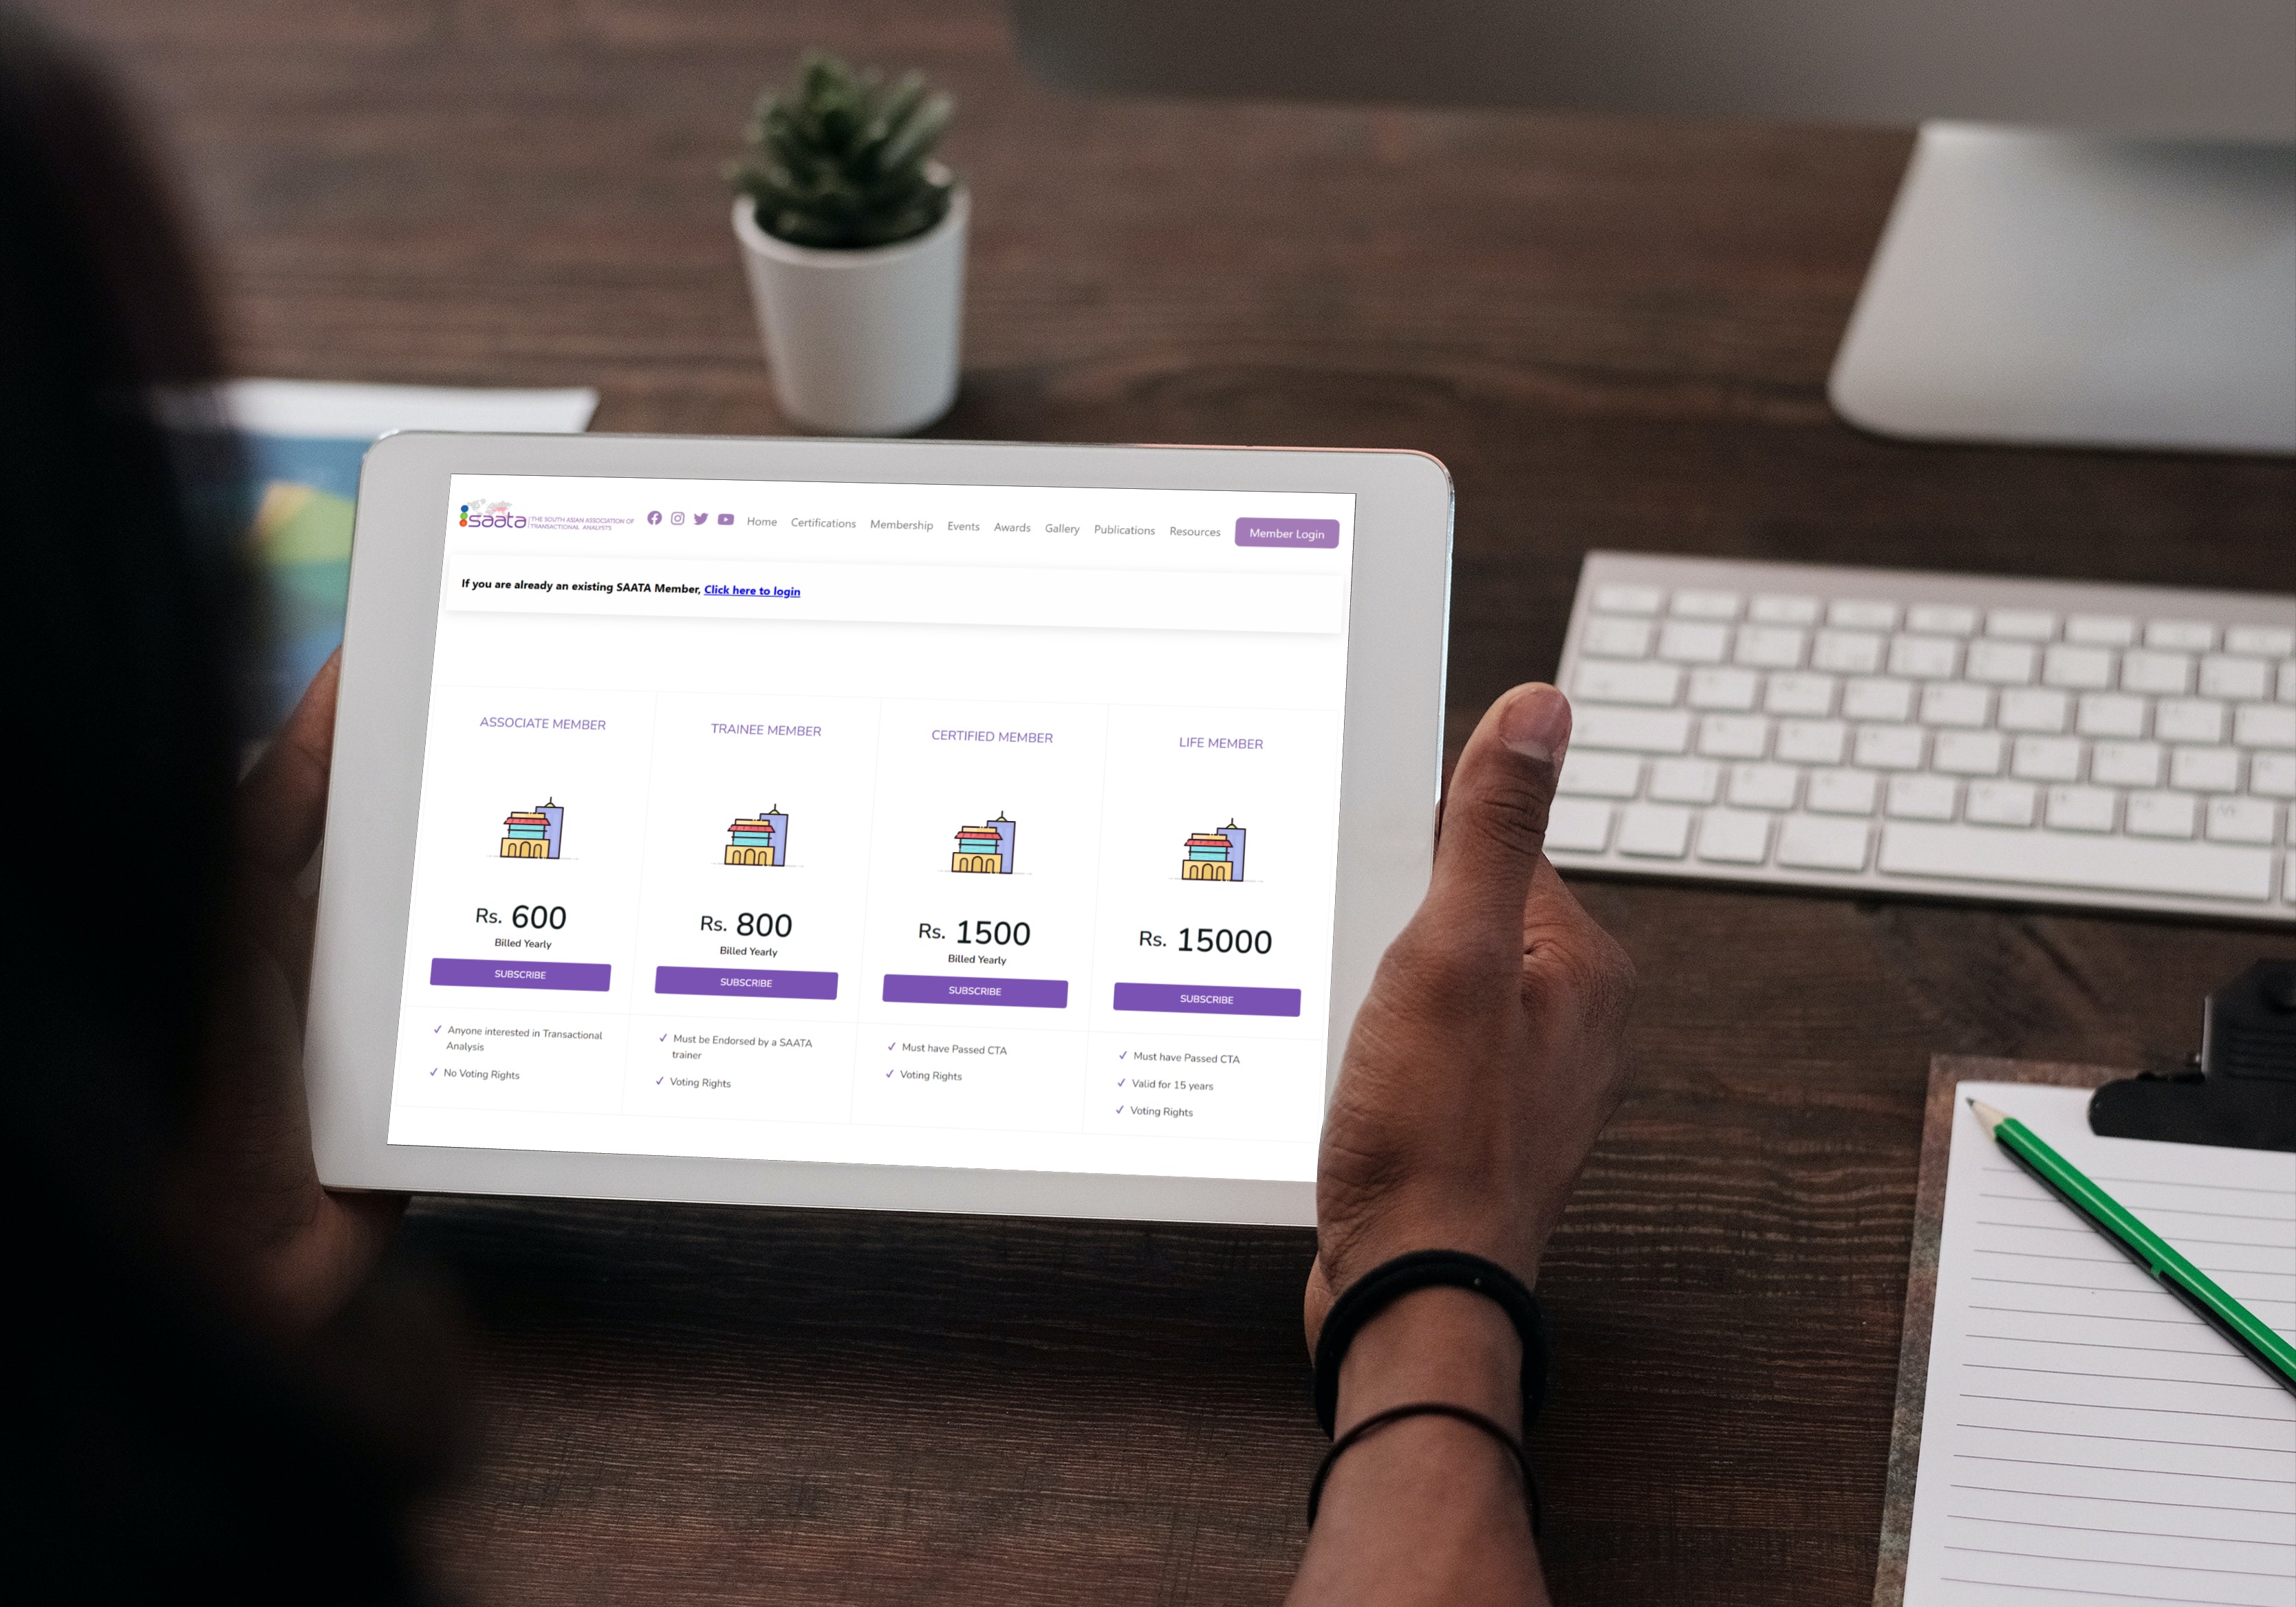 saata THE SOUTH ASIAN ASSOCIATION OF
TRANSACTIONAL ANALYSTS
Home Certifications Membership Events Awards Gallery Publications Resources Member Login
If you are already an existing SAATA Member, Click here to login
ASSOCIATE MEMBER
Rs. 600
Billed Yearly
SUBSCRIBE
✓ Anyone interested in Transactional
Analysis
✓ No Voting Rights
TRAINEE MEMBER
Rs. 800
Billed Yearly
SUBSCRIBE
✓ Must be Endorsed by a SAATA
trainer
✓ Voting Rights
CERTIFIED MEMBER
Rs. 1500
Billed Yearly
SUBSCRIBE
✓ Must have Passed CTA
✓ Voting Rights
LIFE MEMBER
Rs. 15000
SUBSCRIBE
✓ Must have Passed CTA
✓ Valid for 15 years
✓ Voting Rights